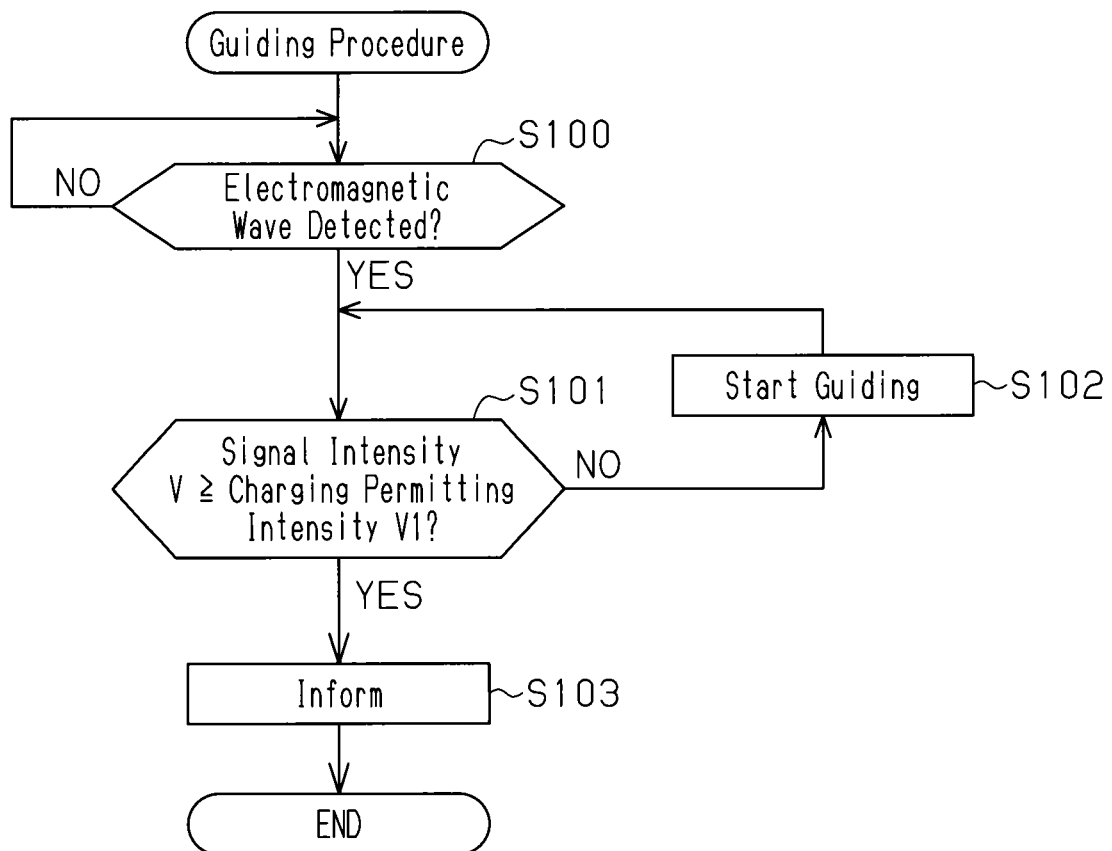 Guiding Procedure
S100
NO
Electromagnetic
Wave Detected?
YES
Start Guiding
S102
S101
Signal Intensity
V ≧ Charging Permitting
Intensity V1?
NO
YES
Inform
S103
END